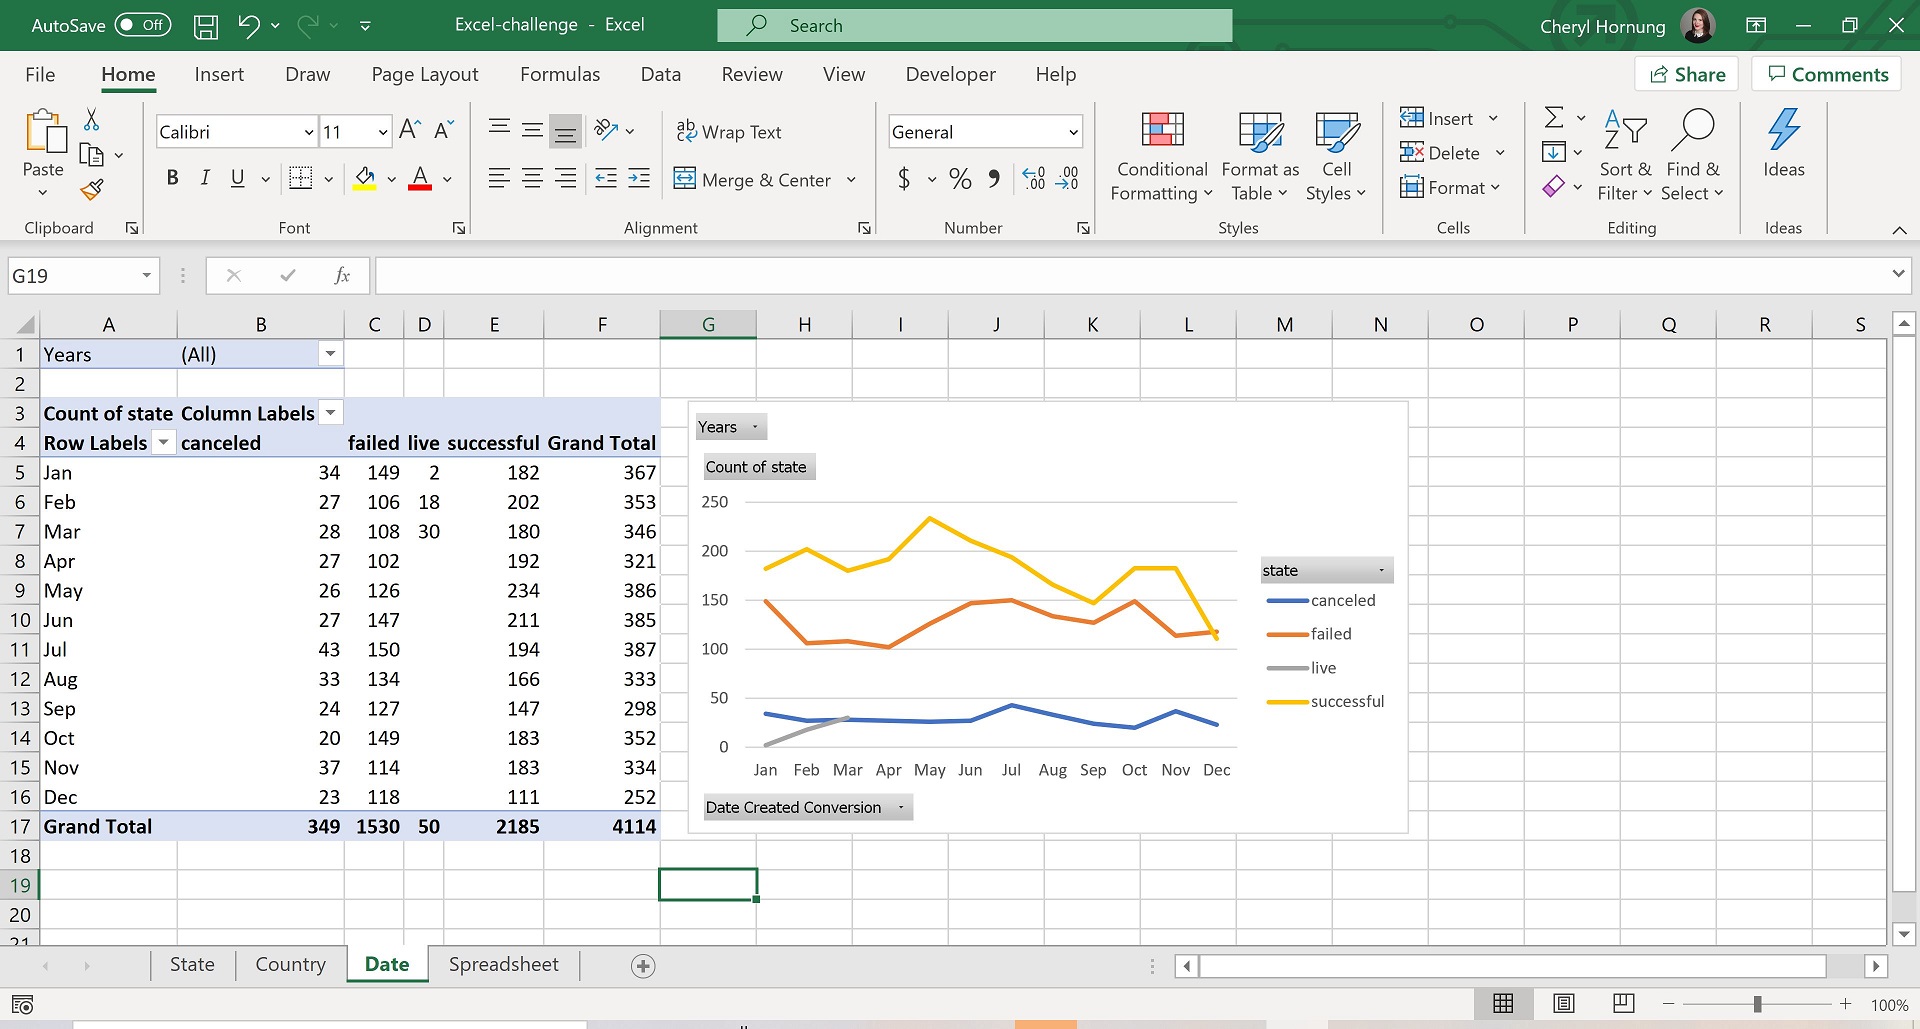 AutoSave Off Excel-challenge - Excel Search Cheryl Hornung
File Home Insert Draw Page Layout Formulas Data Review View Developer Help Share Comments
Paste
Clipboard
Calibri 11
B I U A
Font
ab Wrap Text
Merge & Center
Alignment
General
$ % 9 .00 .00
Number
Conditional Formatting
Format as Table
Cell Styles
Styles
Insert
Delete
Format
Cells
Sort & Filter
Find & Select
Editing
Ideas
Ideas
G19 fx
A B C D E F G H I J K L M N O P Q R S
1 Years (All)
2
3 Count of state Column Labels
4 Row Labels canceled failed live successful Grand Total
5 Jan 34 149 2 182 367
6 Feb 27 106 18 202 353
7 Mar 28 108 30 180 346
8 Apr 27 102 192 321
9 May 26 126 234 386
10 Jun 27 147 211 385
11 Jul 43 150 194 387
12 Aug 33 134 166 333
13 Sep 24 127 147 298
14 Oct 20 149 183 352
15 Nov 37 114 183 334
16 Dec 23 118 111 252
17 Grand Total 349 1530 50 2185 4114
18
19
20
21
Years
Count of state
250
200
150
100
50
0
Jan Feb Mar Apr May Jun Jul Aug Sep Oct Nov Dec
Date Created Conversion
state
canceled
failed
live
successful
State Country Date Spreadsheet
100%